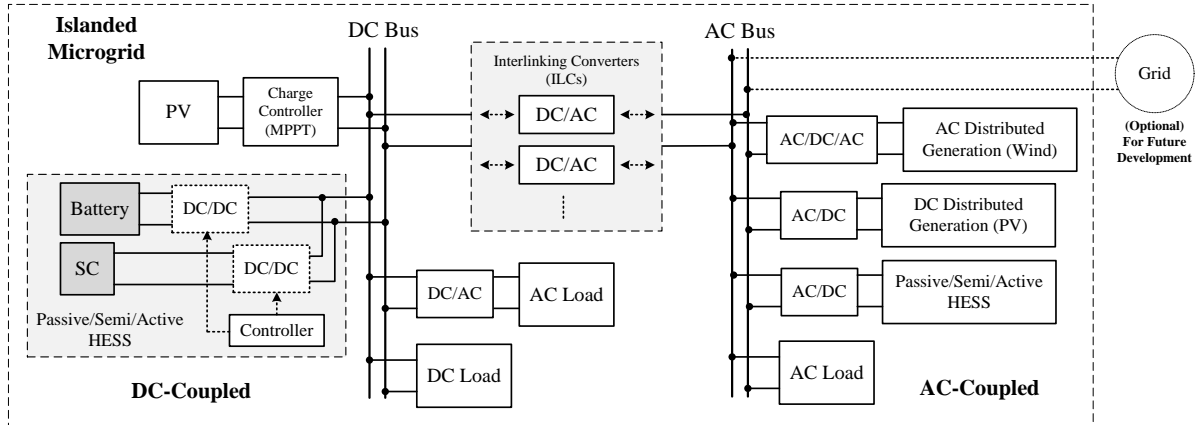 Islanded
Microgrid
DC Bus
AC Bus
Interlinking Converters
(ILCs)
DC/AC
DC/AC
PV
Charge
Controller
(MPPT)
Grid
(Optional)
For Future
Development
AC/DC/AC
AC Distributed
Generation (Wind)
Battery
DC/DC
SC
DC/DC
Controller
Passive/Semi/Active
HESS
AC/DC
DC Distributed
Generation (PV)
DC/AC
AC Load
AC/DC
Passive/Semi/Active
HESS
DC Load
AC Load
DC-Coupled
AC-Coupled